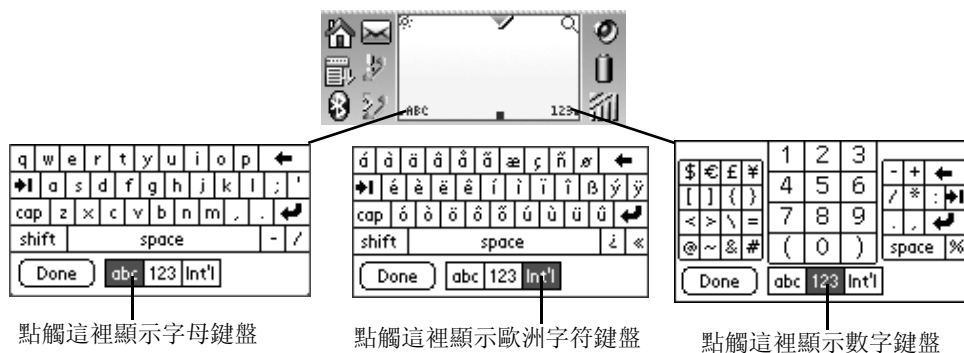 ABC 123
q w e r t y u i o p
a s d f g h j k l ; '
cap z x c v b n m , .
shift space - /
Done abc 123 Int'l
點觸這裡顯示字母鍵盤
á à ä â å ã æ ç ñ ø
é è ë ê í ì ï î ß ý ÿ
cap ó ò ö ô õ ú ù ü û
shift space ¿ «
Done abc 123 Int'l
點觸這裡顯示歐洲字符鍵盤
1 2 3
$ € £ ¥ - +
4 5 6
[ ] { } / * :
7 8 9
< > \ = . ,
( 0 )
@ ~ & # space %
Done abc 123 Int'l
點觸這裡顯示數字鍵盤